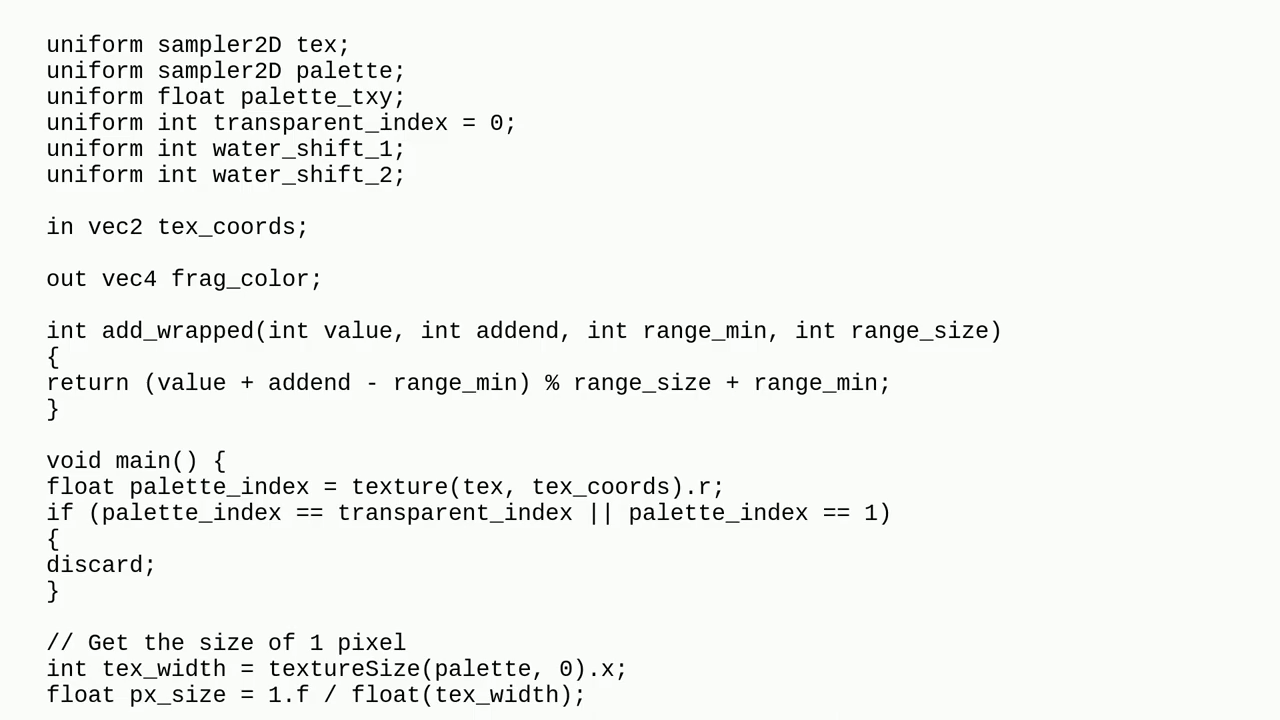 uniform sampler2D tex;
uniform sampler2D palette;
uniform float palette_txy;
uniform int transparent_index = 0;
uniform int water_shift_1;
uniform int water_shift_2;
in vec2 tex_coords;
out vec4 frag_color;
int add_wrapped(int value, int addend, int range_min, int range_size)
{
return (value + addend - range_min) % range_size + range_min;
}
void main() {
float palette_index = texture(tex, tex_coords).r;
if (palette_index == transparent_index || palette_index == 1)
{
discard;
}
// Get the size of 1 pixel
int tex_width = textureSize(palette, 0).x;
float px_size = 1.f / float(tex_width);